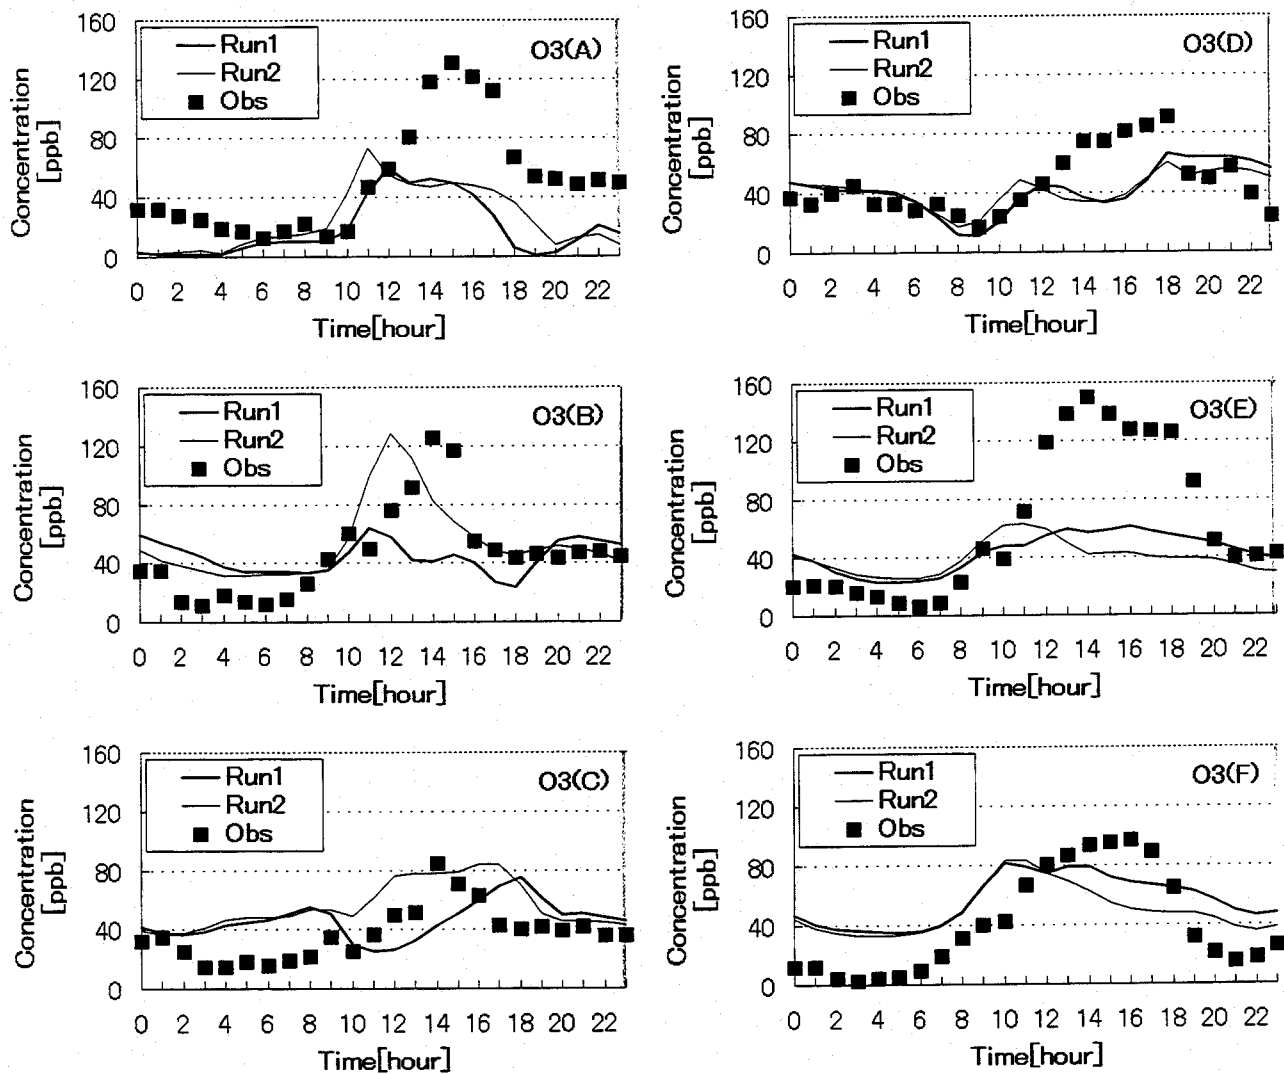 160
120
80
40
0
Concentration
[ppb]
Run1
Run2
Obs
O3(A)
0 2 4 6 8 10 12 14 16 18 20 22
Time[hour]
160
120
80
40
0
Concentration
[ppb]
Run1
Run2
Obs
O3(D)
0 2 4 6 8 10 12 14 16 18 20 22
Time[hour]
160
120
80
40
0
Concentration
[ppb]
Run1
Run2
Obs
O3(B)
0 2 4 6 8 10 12 14 16 18 20 22
Time[hour]
160
120
80
40
0
Concentration
[ppb]
Run1
Run2
Obs
O3(E)
0 2 4 6 8 10 12 14 16 18 20 22
Time[hour]
160
120
80
40
0
Concentration
[ppb]
Run1
Run2
Obs
O3(C)
0 2 4 6 8 10 12 14 16 18 20 22
Time[hour]
160
120
80
40
0
Concentration
[ppb]
Run1
Run2
Obs
O3(F)
0 2 4 6 8 10 12 14 16 18 20 22
Time[hour]